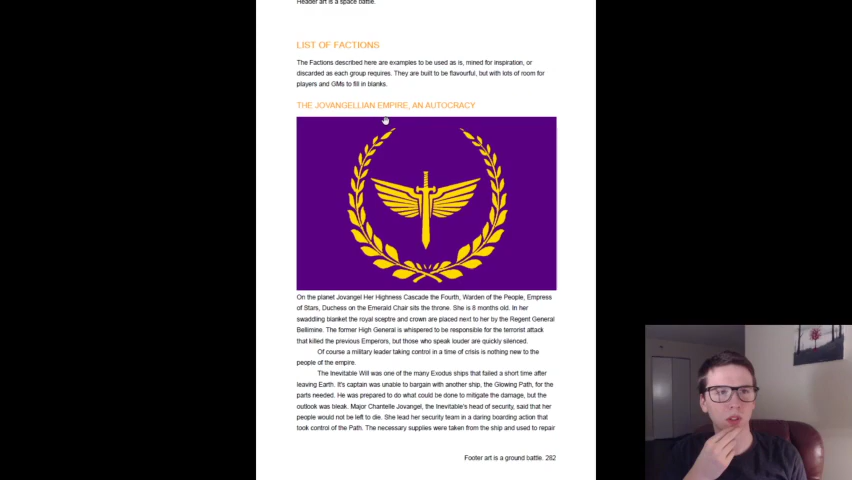 Header art is a space battle.
LIST OF FACTIONS
The Factions described here are examples to be used as is, mined for inspiration, or
discarded as each group requires. They are built to be flavourful, but with lots of room for
players and GMs to fill in blanks.
THE JOVANGELLIAN EMPIRE, AN AUTOCRACY
On the planet Jovangel Her Highness Cascade the Fourth, Warden of the People, Empress
of Stars, Duchess on the Emerald Chair sits the throne. She is 8 months old. In her
swaddling blanket the royal sceptre and crown are placed next to her by the Regent General
Bellimine. The former High General is whispered to be responsible for the terrorist attack
that killed the previous Emperors, but those who speak louder are quickly silenced.
Of course a military leader taking control in a time of crisis is nothing new to the
people of the empire.
The Inevitable Will was one of the many Exodus ships that failed a short time after
leaving Earth. It's captain was unable to bargain with another ship, the Glowing Path, for the
parts needed. He was prepared to do what could be done to mitigate the damage, but the
outlook was bleak. Major Chantelle Jovangel, the Inevitable's head of security, said that her
people would not be left to die. She lead her security team in a daring boarding action that
took control of the Path. The necessary supplies were taken from the ship and used to repair
Footer art is a ground battle. 282